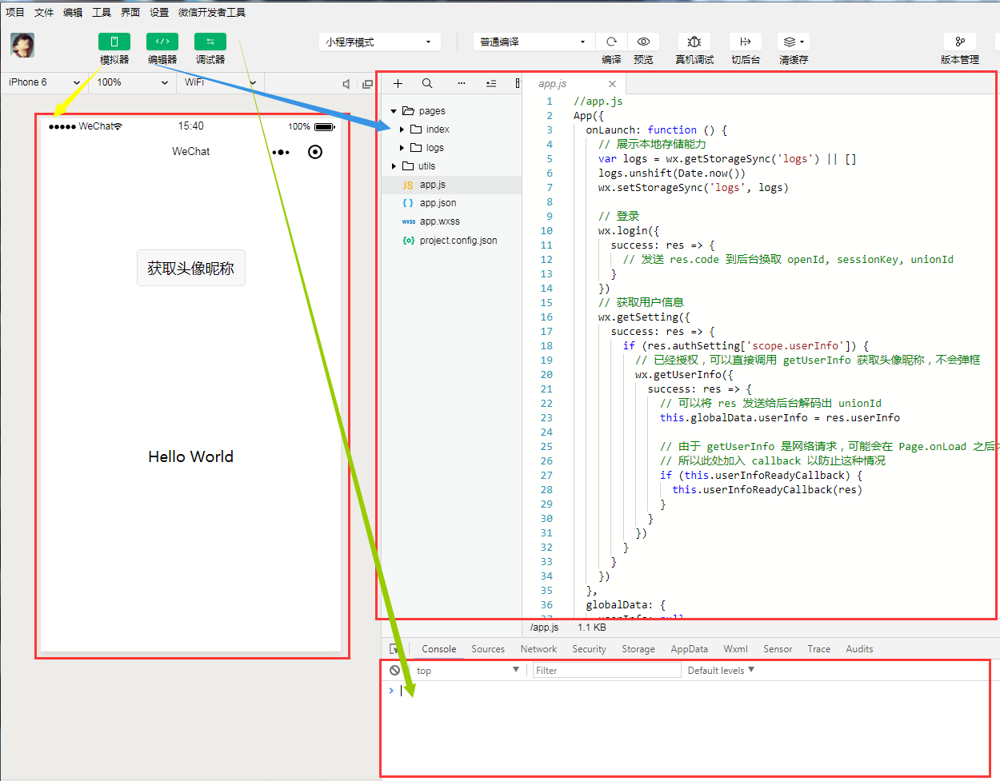 项目 文件 编辑 工具 界面 设置 微信开发者工具
模拟器 编辑器 调试器
小程序模式 普通编译
编译 预览 真机调试 切后台 清缓存 版本管理
iPhone 6 100% WiFi
WeChat 15:40 100%
WeChat
获取头像昵称
Hello World
pages
index
logs
utils
JS app.js
{ } app.json
wxss app.wxss
{o} project.config.json
app.js
1 //app.js
2 App({
3 onLaunch: function () {
4 // 展示本地存储能力
5 var logs = wx.getStorageSync('logs') || []
6 logs.unshift(Date.now())
7 wx.setStorageSync('logs', logs)
8
9 // 登录
10 wx.login({
11 success: res => {
12 // 发送 res.code 到后台换取 openId, sessionKey, unionId
13 }
14 })
15 // 获取用户信息
16 wx.getSetting({
17 success: res => {
18 if (res.authSetting['scope.userInfo']) {
19 // 已经授权，可以直接调用 getUserInfo 获取头像昵称，不会弹框
20 wx.getUserInfo({
21 success: res => {
22 // 可以将 res 发送给后台解码出 unionId
23 this.globalData.userInfo = res.userInfo
24
25 // 由于 getUserInfo 是网络请求，可能会在 Page.onLoad 之后
26 // 所以此处加入 callback 以防止这种情况
27 if (this.userInfoReadyCallback) {
28 this.userInfoReadyCallback(res)
29 }
30 }
31 })
32 }
33 }
34 })
35 },
36 globalData: {
37 userInfo: null
/app.js 1.1 KB
Console Sources Network Security Storage AppData Wxml Sensor Trace Audits
top Filter Default levels
>